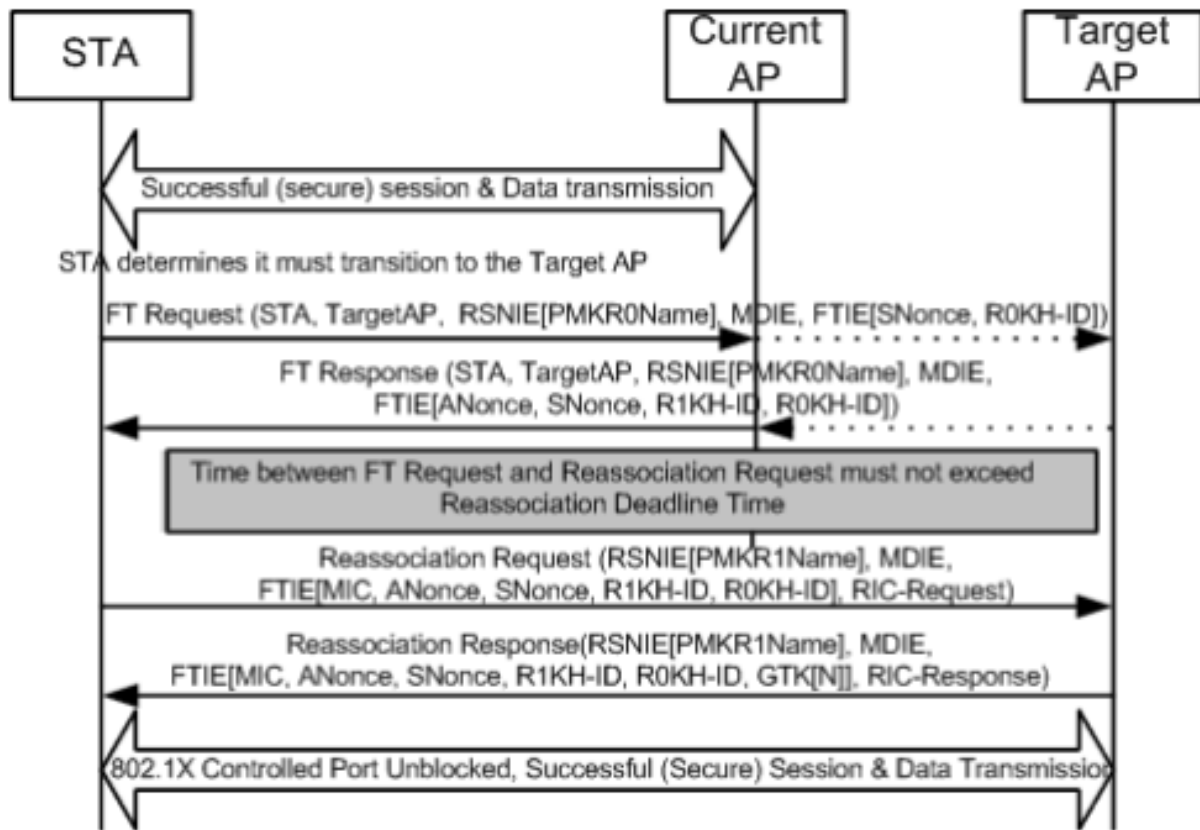 STA
Current
AP
Target
AP
Successful (secure) session & Data transmission
STA determines it must transition to the Target AP
FT Request (STA, TargetAP, RSNIE[PMKR0Name], MDIE, FTIE[SNonce, R0KH-ID])
FT Response (STA, TargetAP, RSNIE[PMKR0Name], MDIE,
FTIE[ANonce, SNonce, R1KH-ID, R0KH-ID])
Time between FT Request and Reassociation Request must not exceed
Reassociation Deadline Time
Reassociation Request (RSNIE[PMKR1Name], MDIE,
FTIE[MIC, ANonce, SNonce, R1KH-ID, R0KH-ID], RIC-Request)
Reassociation Response(RSNIE[PMKR1Name], MDIE,
FTIE[MIC, ANonce, SNonce, R1KH-ID, R0KH-ID, GTK[N]], RIC-Response)
802.1X Controlled Port Unblocked, Successful (Secure) Session & Data Transmission